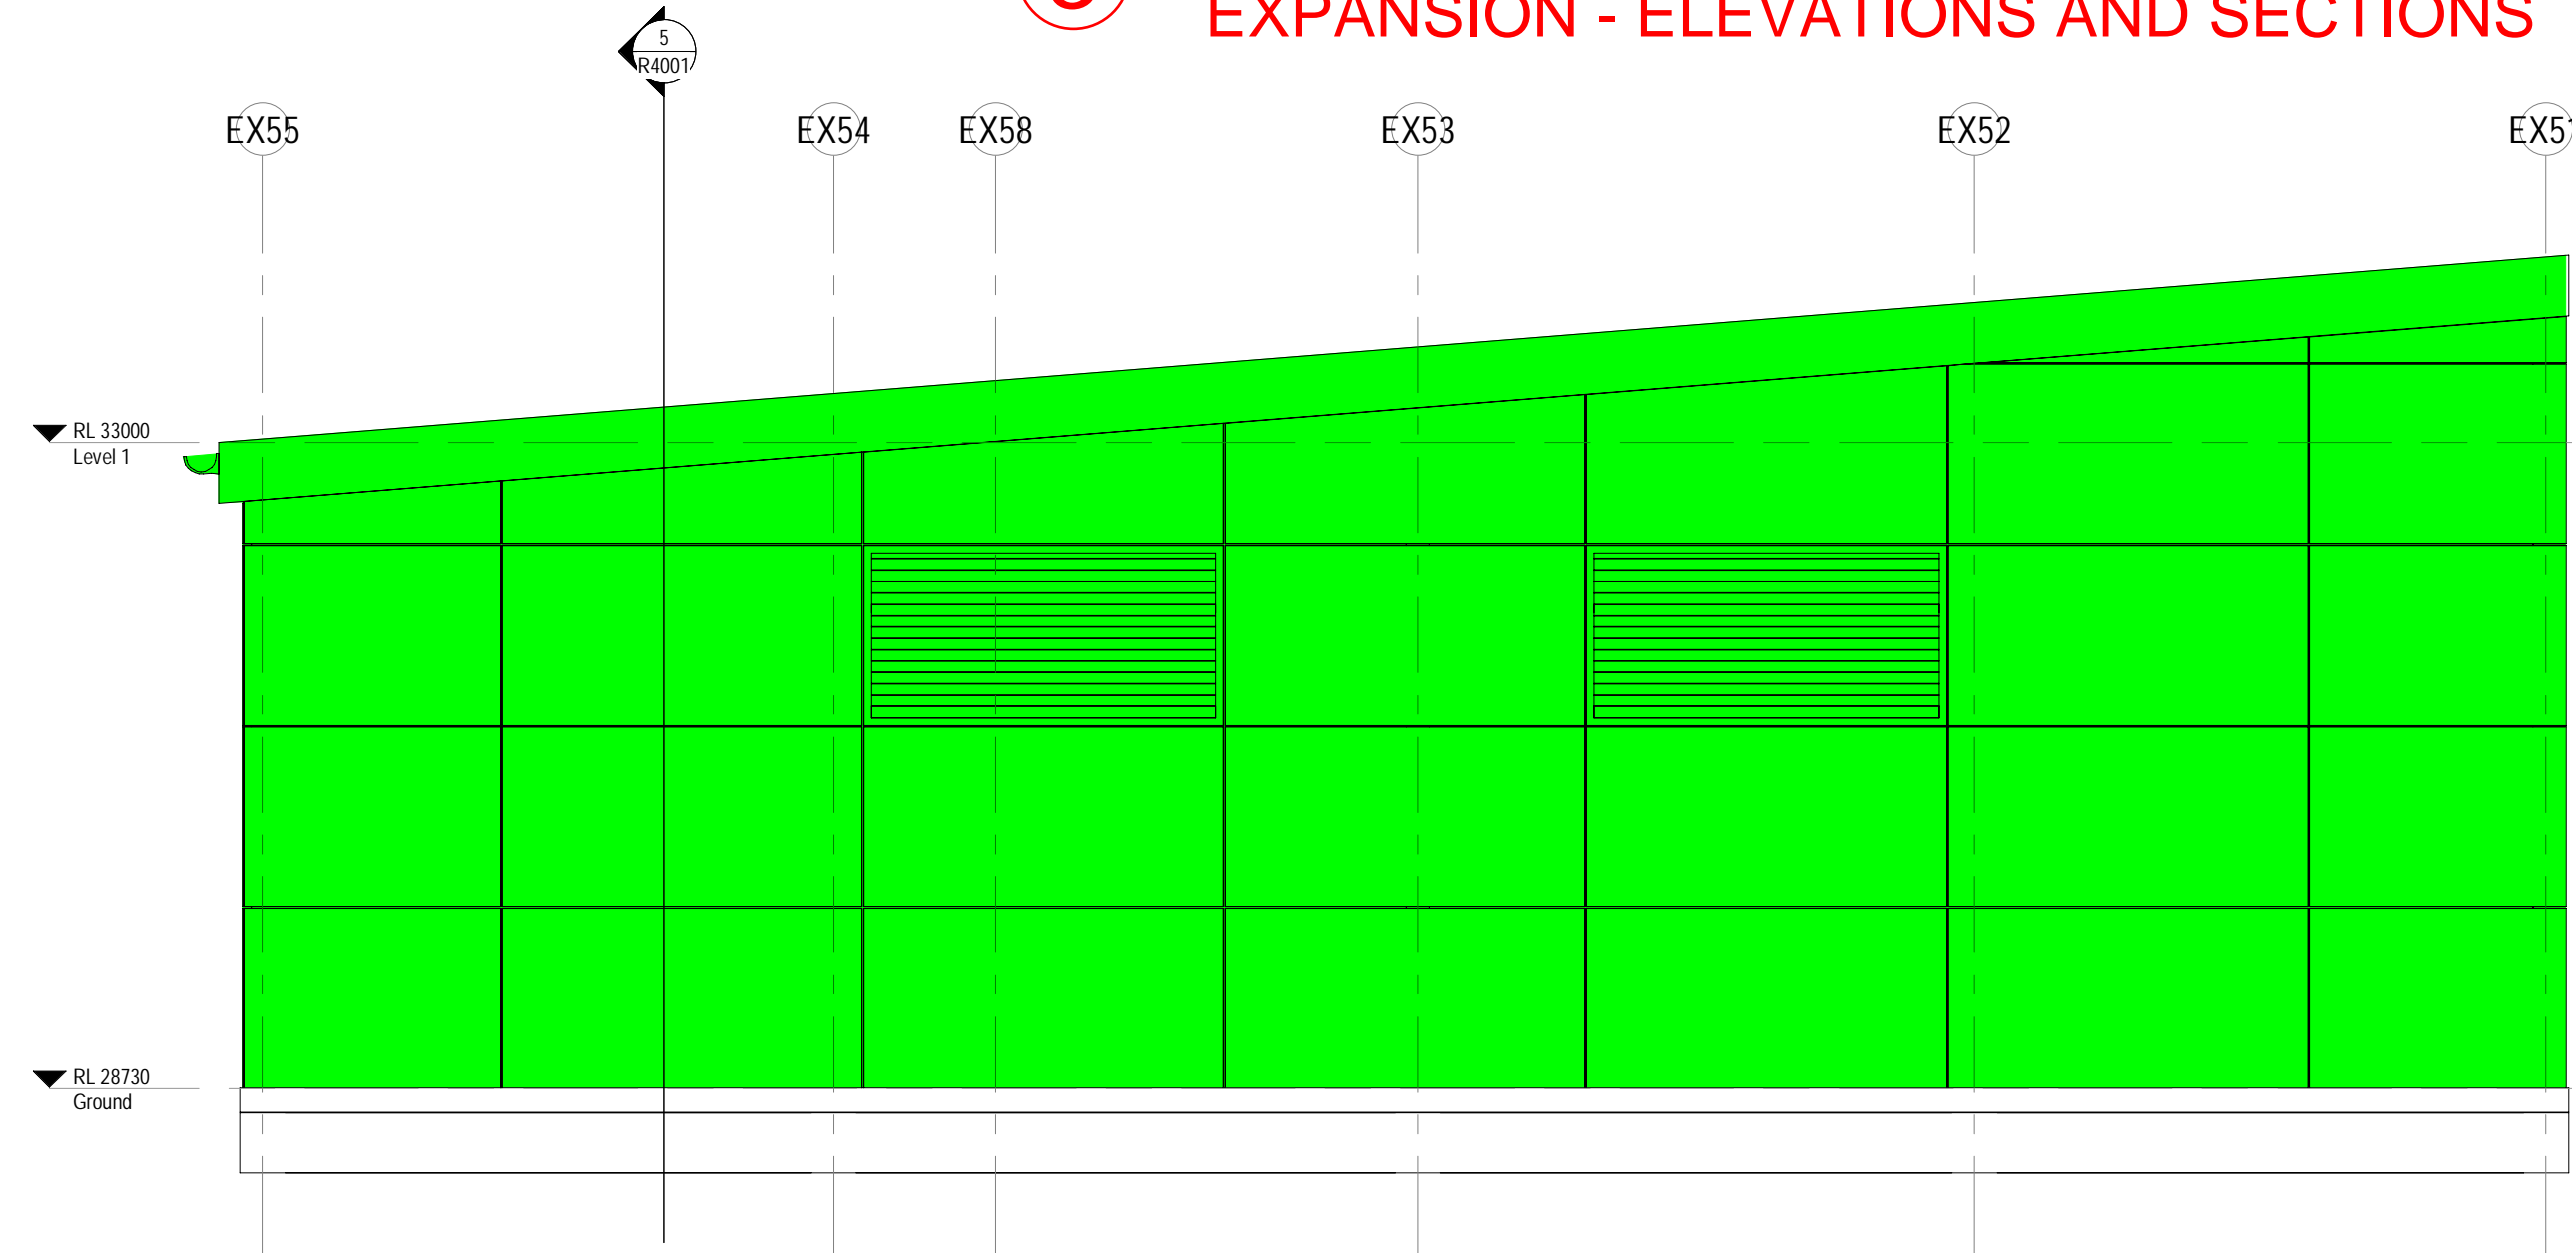 EXPANSION - ELEVATIONS AND SECTIONS
5
R4001
EX55
EX54
EX58
EX53
EX52
RL 33000
Level 1
RL 28730
Ground